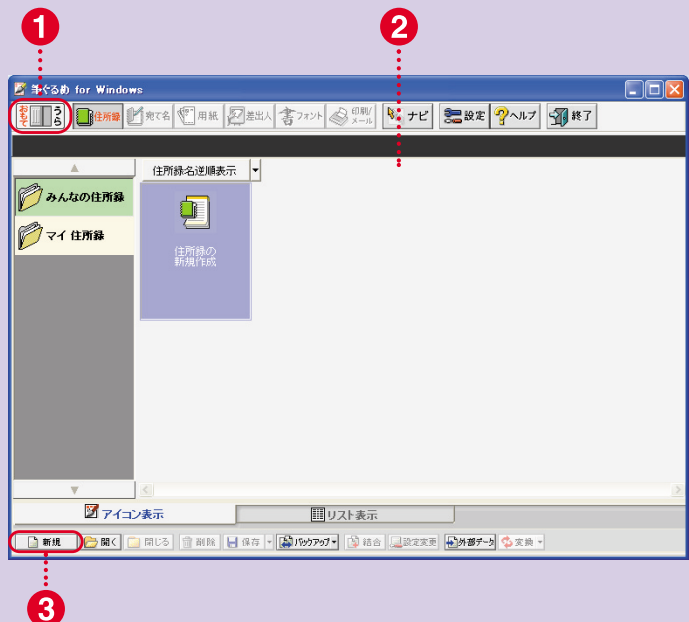 1
2
筆ぐるめ for Windows
おもて
うら
住所録
宛て名
用紙
差出人
フォント
印刷/
メール
ナビ
設定
ヘルプ
終了
住所録名逆順表示
みんなの住所録
マイ 住所録
住所録の
新規作成
アイコン表示
リスト表示
新規
開く
閉じる
削除
保存
バックアップ
結合
設定変更
外部データ
変換
3